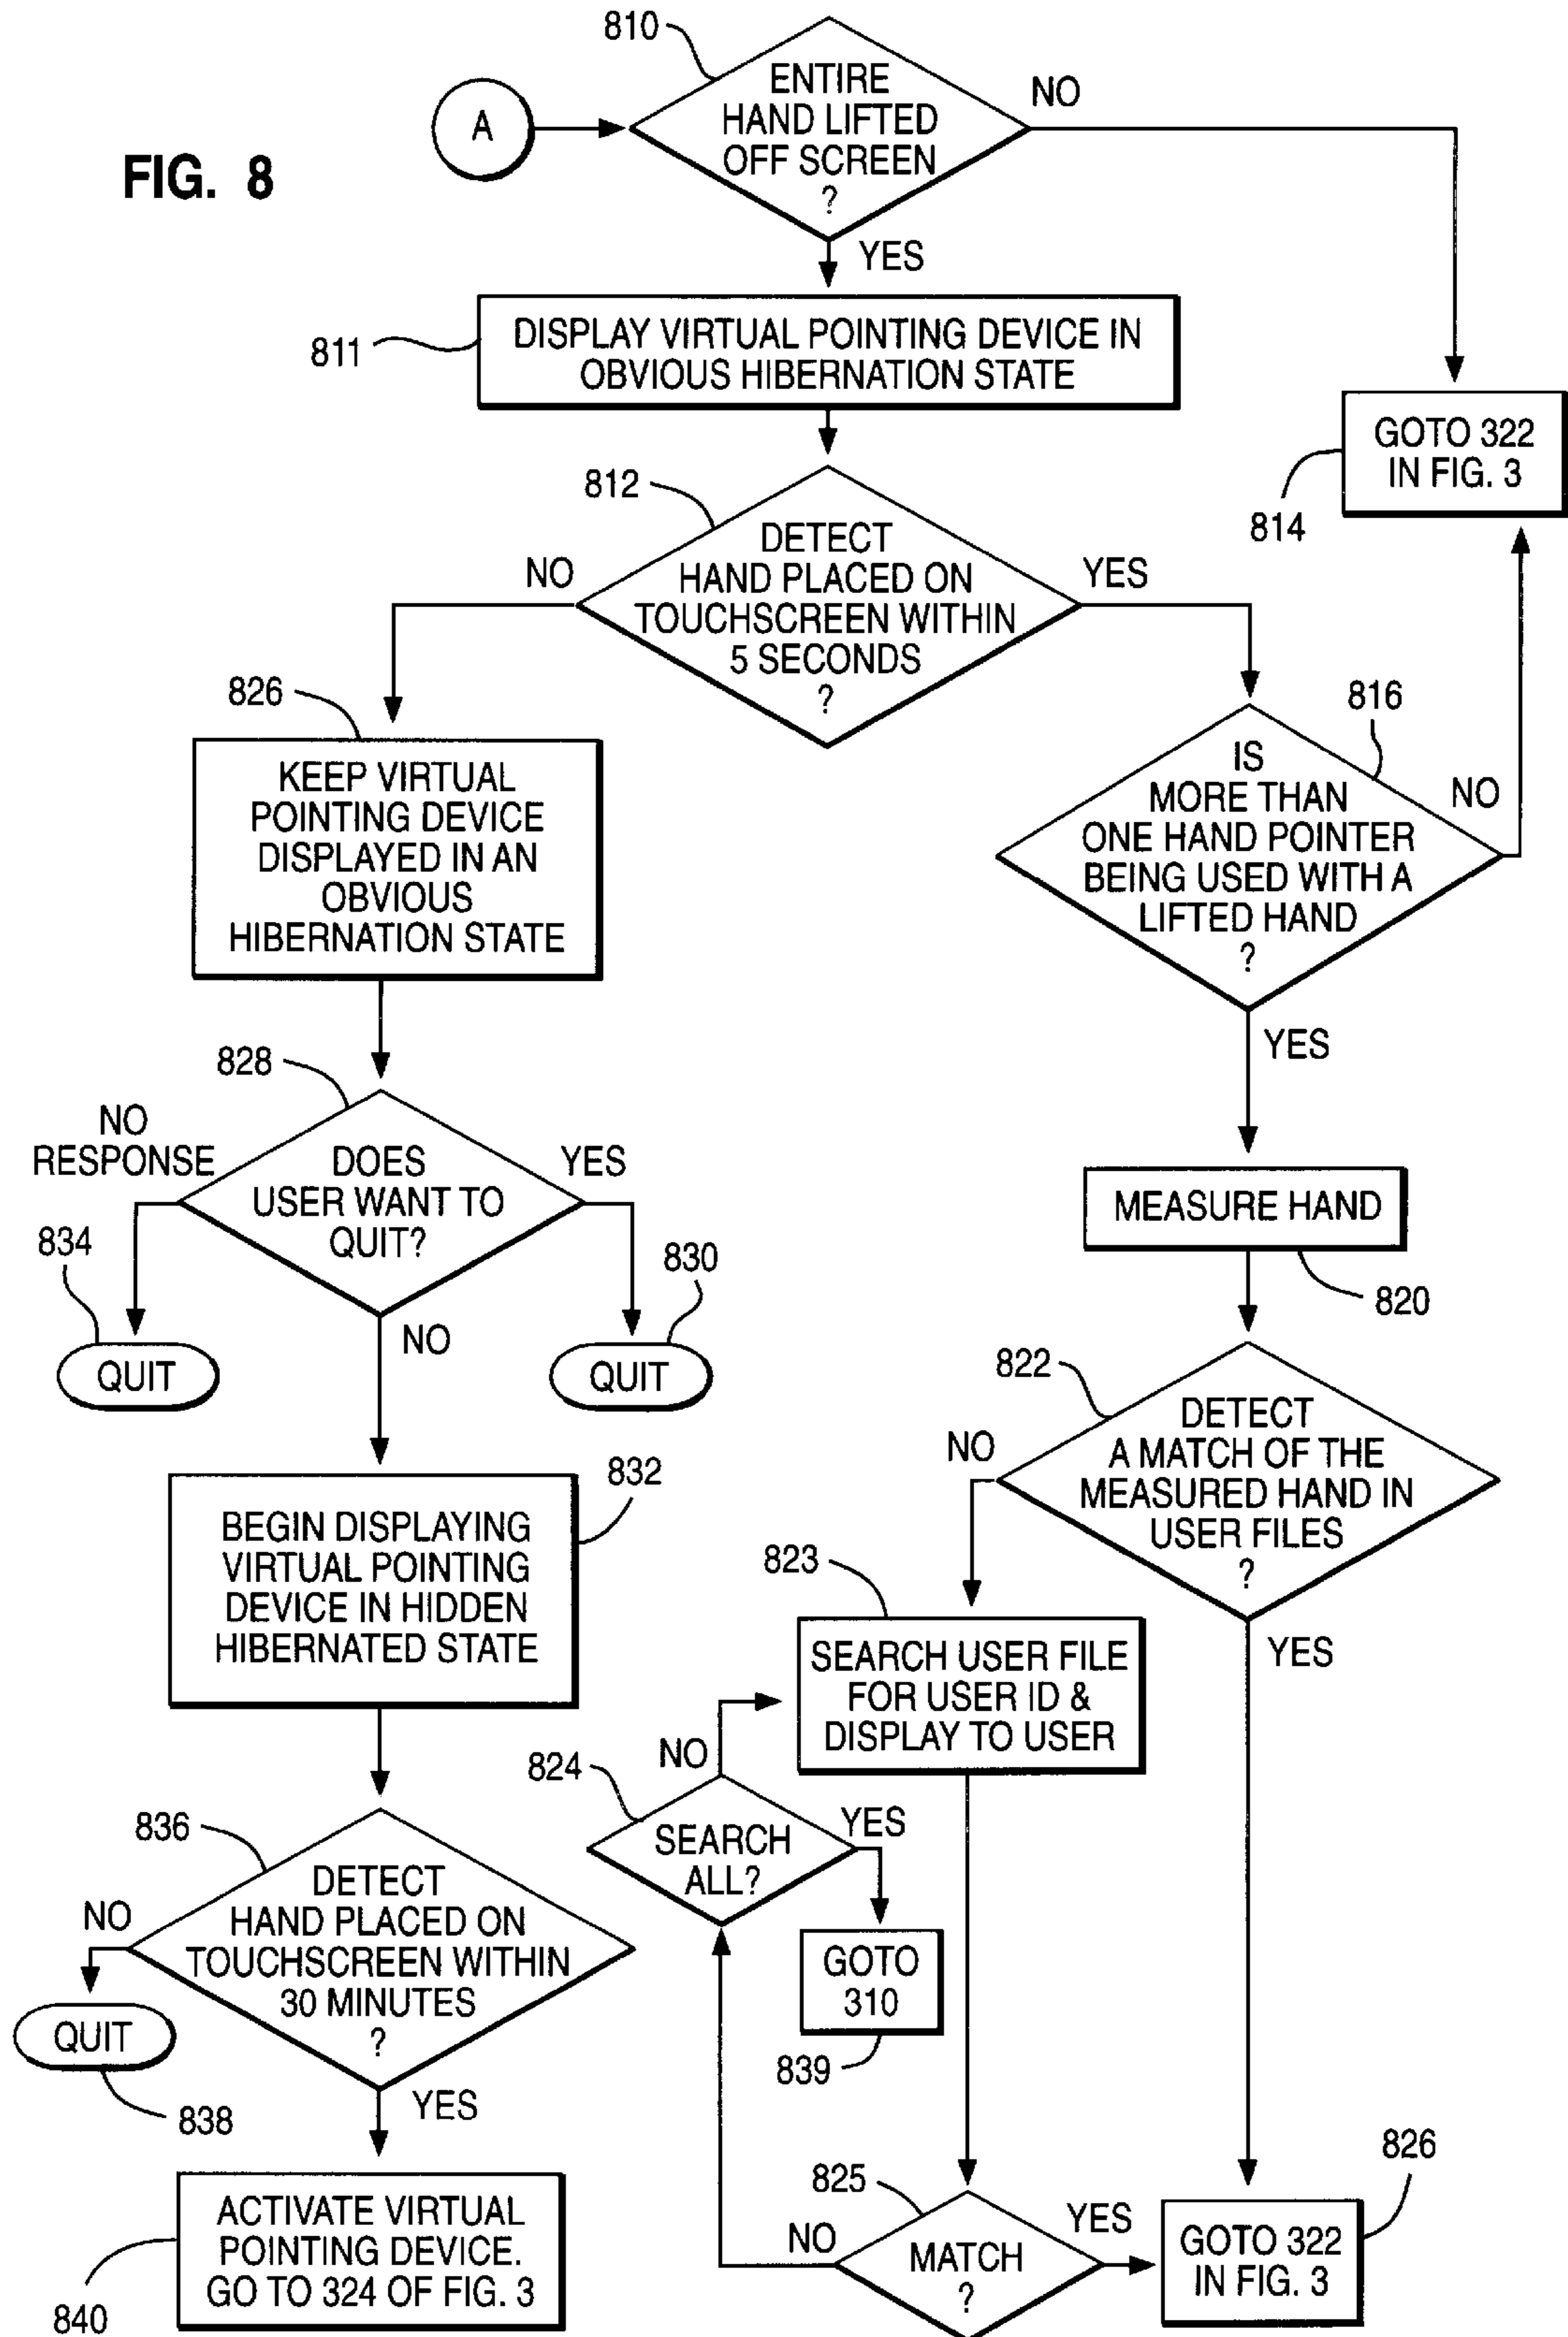 810
ENTIRE
HAND LIFTED
OFF SCREEN
?
NO
A
FIG. 8
YES
811
DISPLAY VIRTUAL POINTING DEVICE IN
OBVIOUS HIBERNATION STATE
GOTO 322
IN FIG. 3
814
812
DETECT
HAND PLACED ON
TOUCHSCREEN WITHIN
5 SECONDS
?
NO
YES
826
KEEP VIRTUAL
POINTING DEVICE
DISPLAYED IN AN
OBVIOUS
HIBERNATION STATE
816
IS
MORE THAN
ONE HAND POINTER
BEING USED WITH A
LIFTED HAND
?
NO
YES
828
NO
RESPONSE
DOES
USER WANT TO
QUIT?
YES
834
QUIT
NO
830
QUIT
MEASURE HAND
820
822
DETECT
A MATCH OF THE
MEASURED HAND IN
USER FILES
?
NO
YES
832
BEGIN DISPLAYING
VIRTUAL POINTING
DEVICE IN HIDDEN
HIBERNATED STATE
823
SEARCH USER FILE
FOR USER ID &
DISPLAY TO USER
824
NO
SEARCH
ALL?
YES
GOTO
310
839
836
DETECT
HAND PLACED ON
TOUCHSCREEN WITHIN
30 MINUTES
?
NO
QUIT
838
YES
ACTIVATE VIRTUAL
POINTING DEVICE.
GO TO 324 OF FIG. 3
840
825
NO
MATCH
?
YES
826
GOTO 322
IN FIG. 3